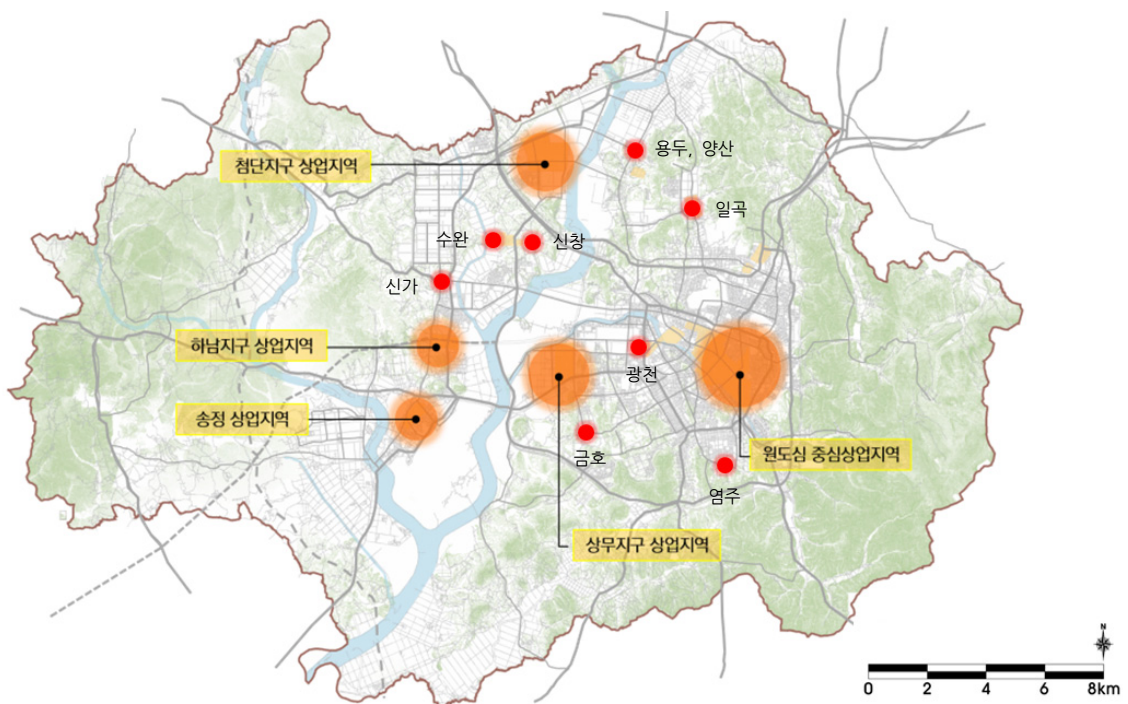 용두, 양산
첨단지구 상업지역
일곡
수완
신창
신가
하남지구 상업지역
광천
송정 상업지역
금호
원도심 중심상업지역
염주
상무지구 상업지역
N
0 2 4 6 8km